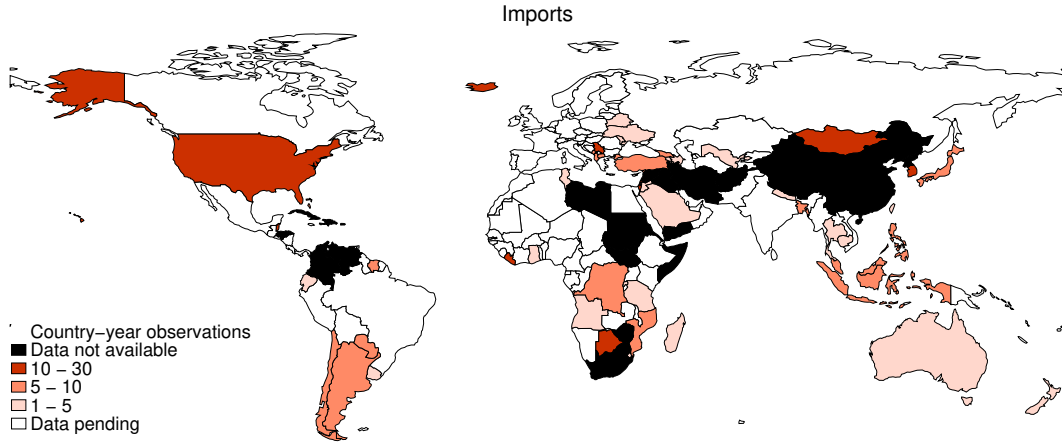 Imports
Country−year observations
Data not available
10 − 30
5 − 10
1 − 5
Data pending